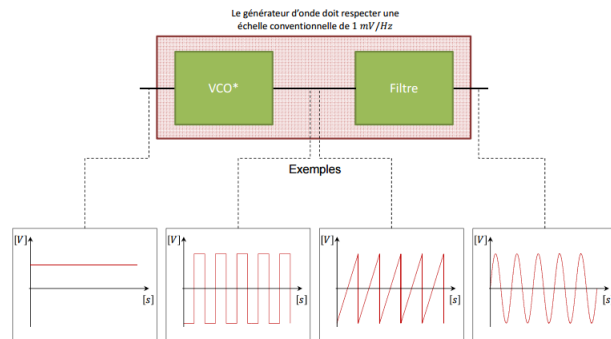 Le générateur d'onde doit respecter une
échelle conventionnelle de 1 mV/Hz
VCO*
Filtre
Exemples
[V]
[s]
[V]
[s]
[V]
[s]
[V]
[s]